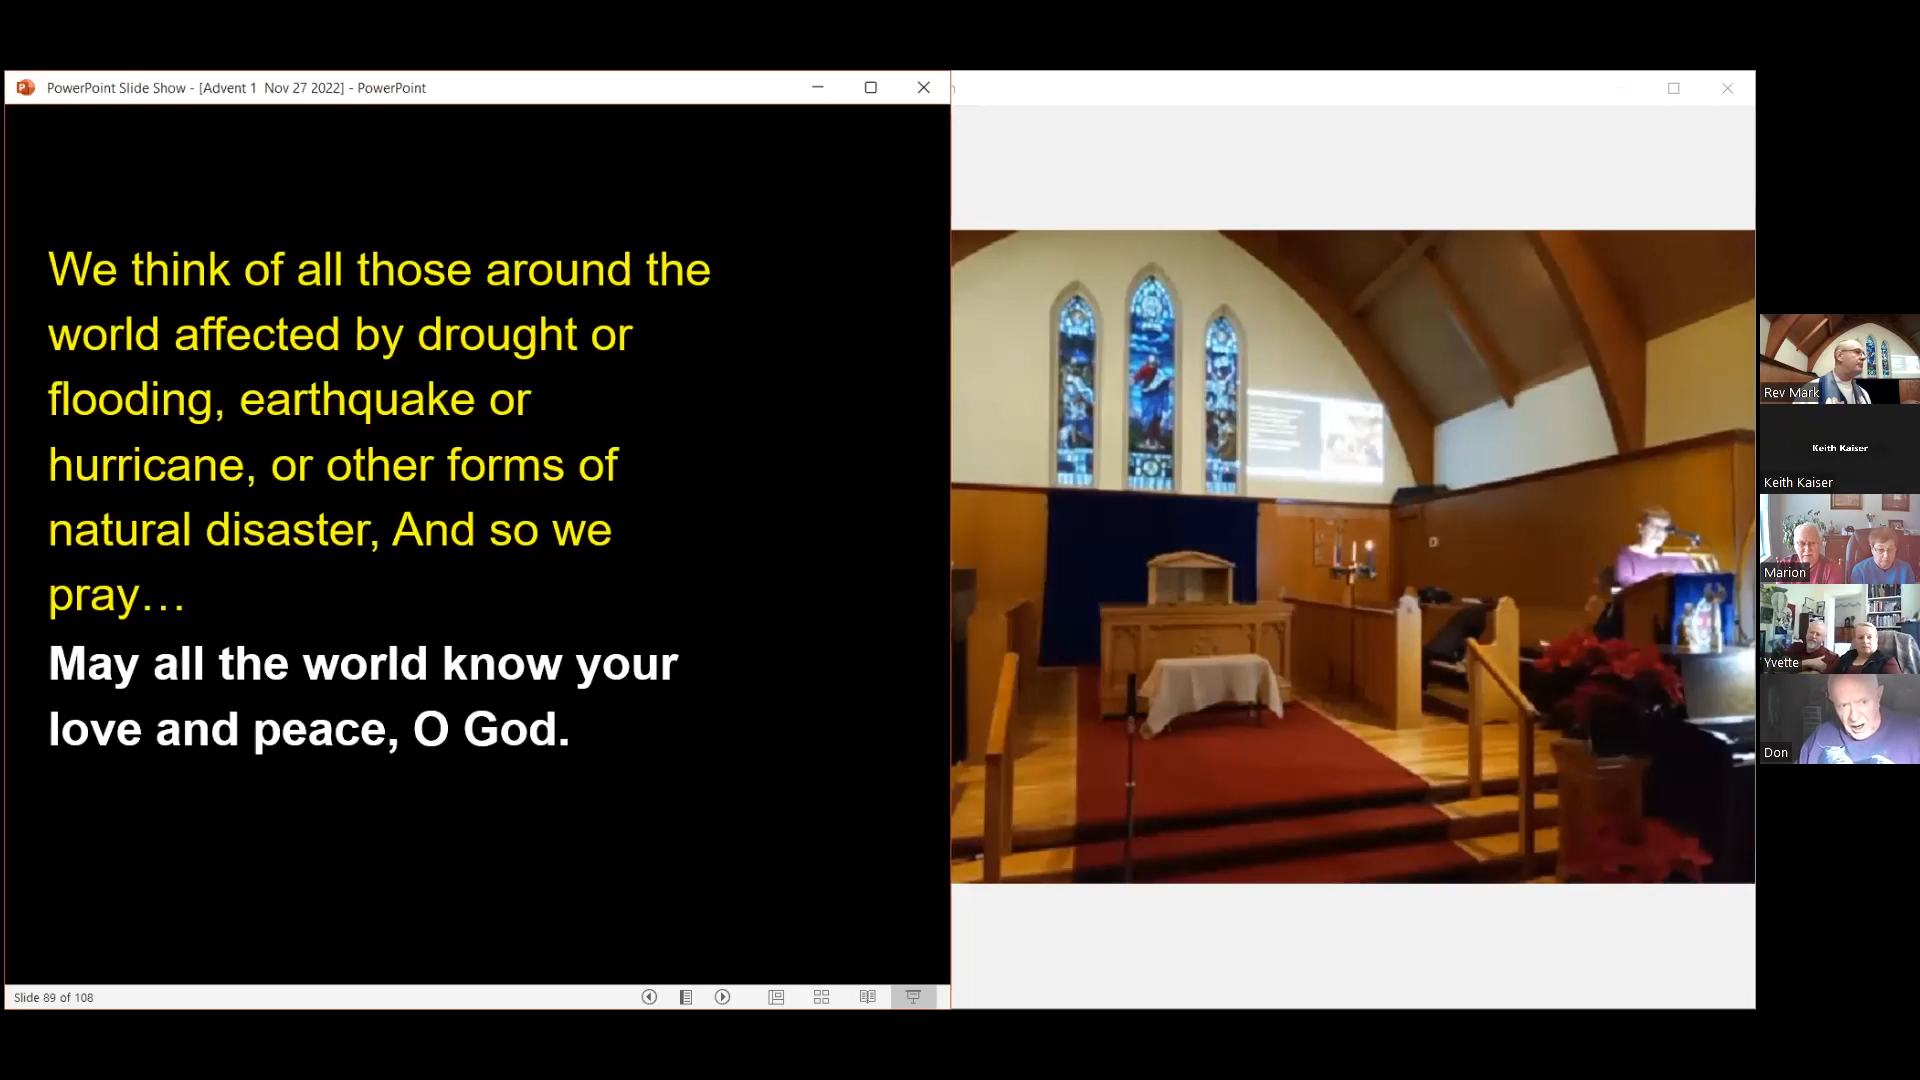 PowerPoint Slide Show - [Advent 1  Nov 27 2022] - PowerPoint
We think of all those around the
world affected by drought or
flooding, earthquake or
hurricane, or other forms of
natural disaster, And so we
pray…
May all the world know your
love and peace, O God.
Slide 89 of 108
Rev Mark
Keith Kaiser
Keith Kaiser
Marion
Yvette
Don